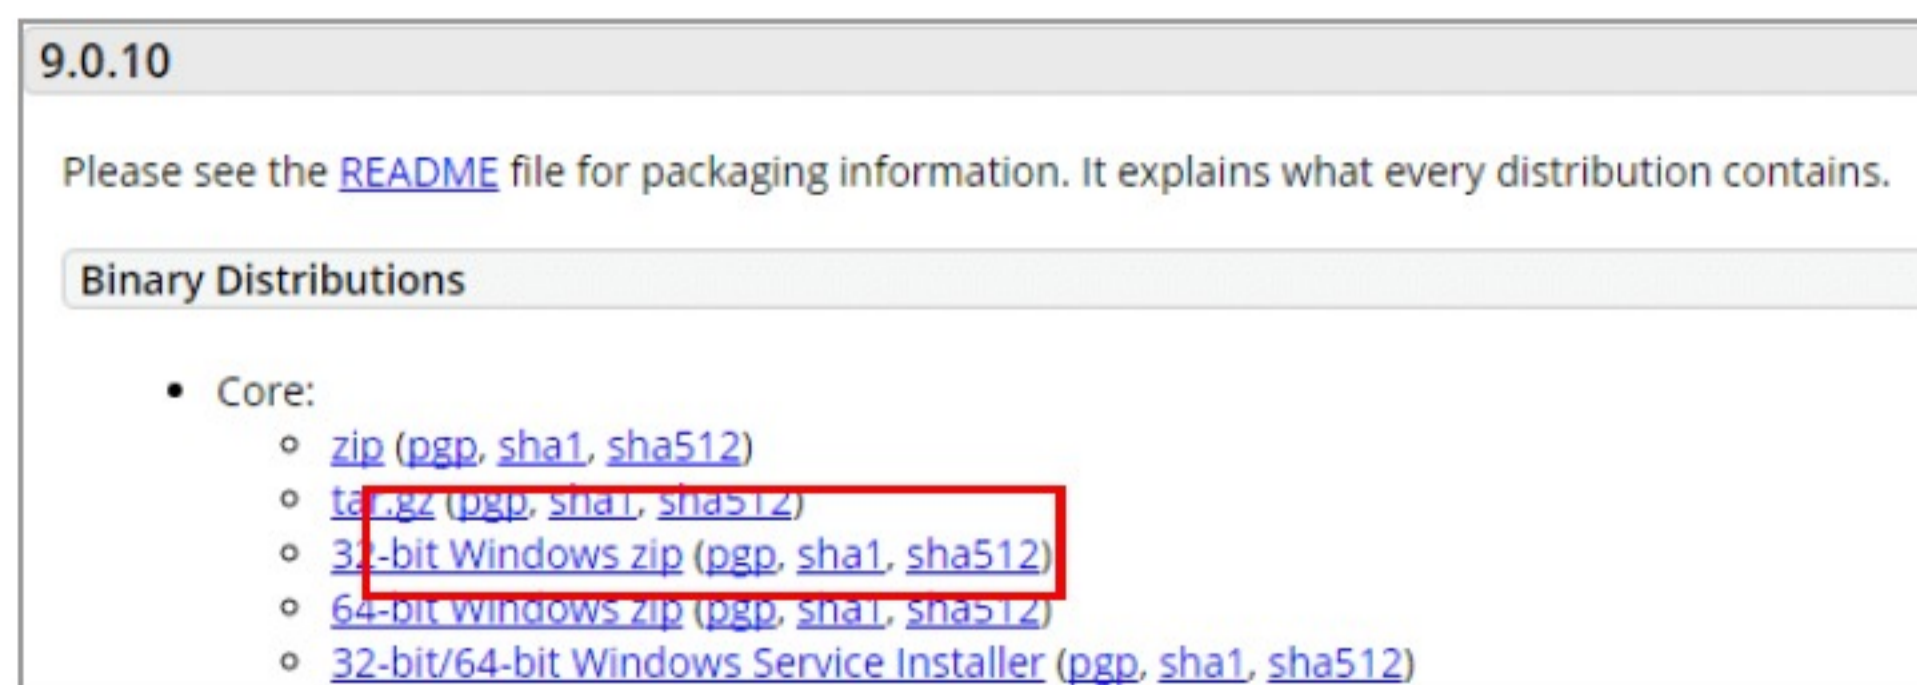 9.0.10
Please see the README file for packaging information. It explains what every distribution contains.
Binary Distributions
Core:
zip (pgp, sha1, sha512)
tar.gz (pgp, sha1, sha512)
32-bit Windows zip (pgp, sha1, sha512)
64-bit Windows zip (pgp, sha1, sha512)
32-bit/64-bit Windows Service Installer (pgp, sha1, sha512)